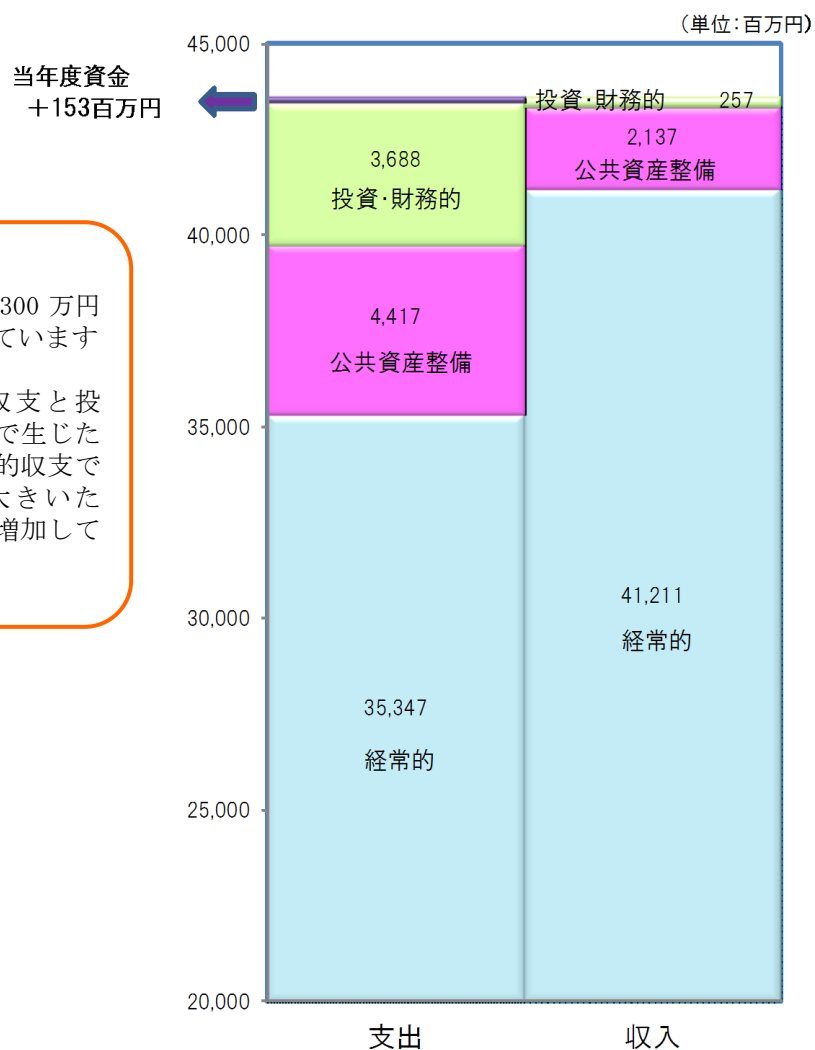 （単位：百万円）
45,000
当年度資金
＋153百万円
投資・財務的　257
2,137
公共資産整備
3,688
投資・財務的
40,000
300 万円
ています
4,417
公共資産整備
収支と投
で生じた
的収支で
大きいた
増加して
35,000
41,211
経常的
30,000
35,347
経常的
25,000
20,000
支出
収入